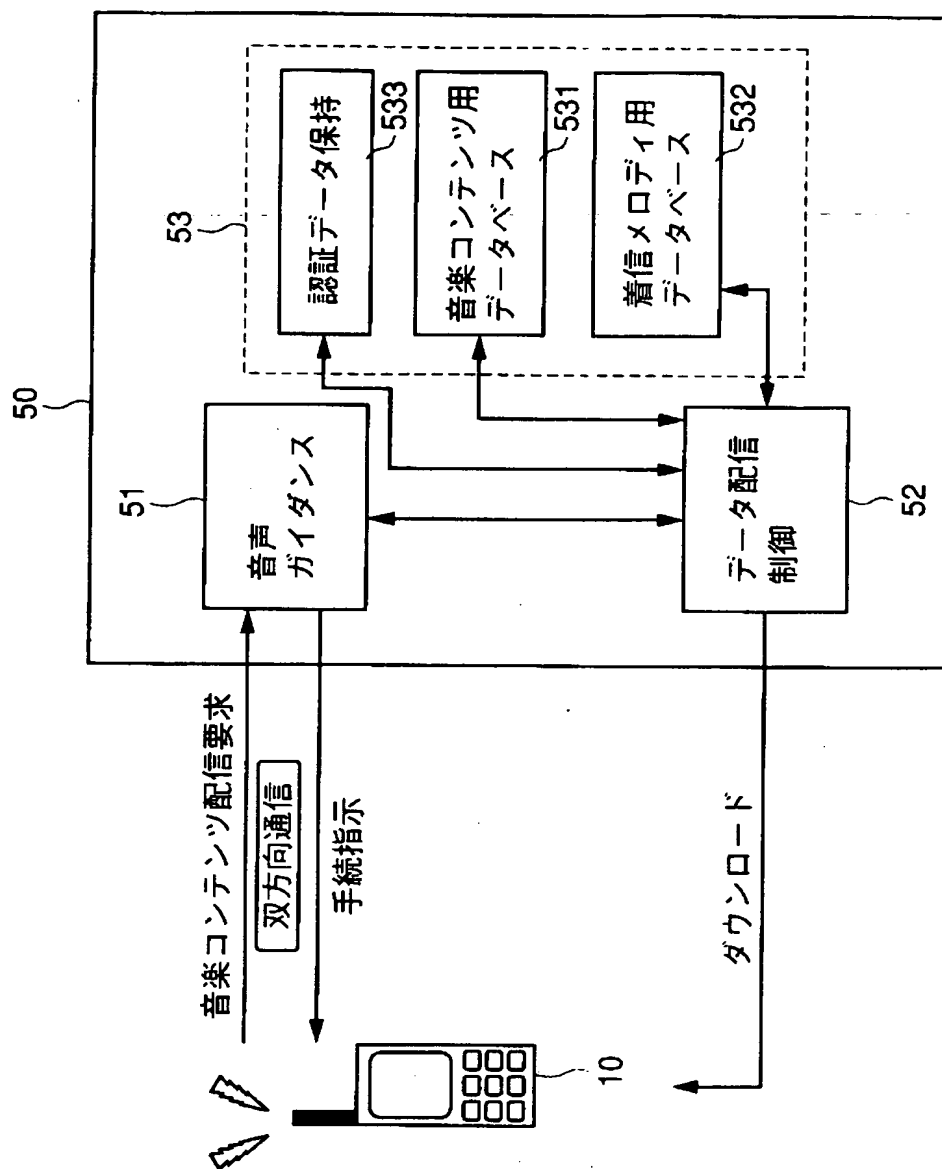 50
53
認証データ保持
533
音楽コンテンツ用
データベース
531
着信メロディ用
データベース
532
51
音声
ガイダンス
データ配信
制御
52
音楽コンテンツ配信要求
双方向通信
手続指示
ダウンロード
10